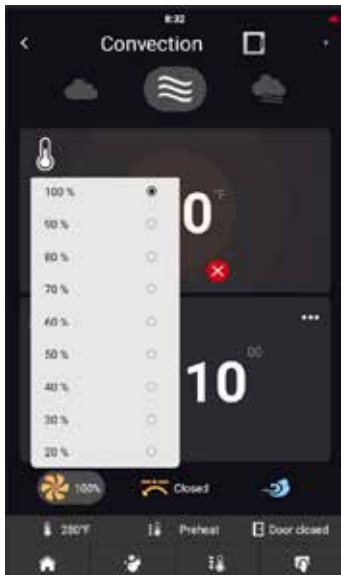 8:32
Convection
100 %
90 %
80 %
70 %
60 %
50 %
40 %
30 %
20 %
0 °F
10 00
100%
Closed
280°F
Preheat
Door closed